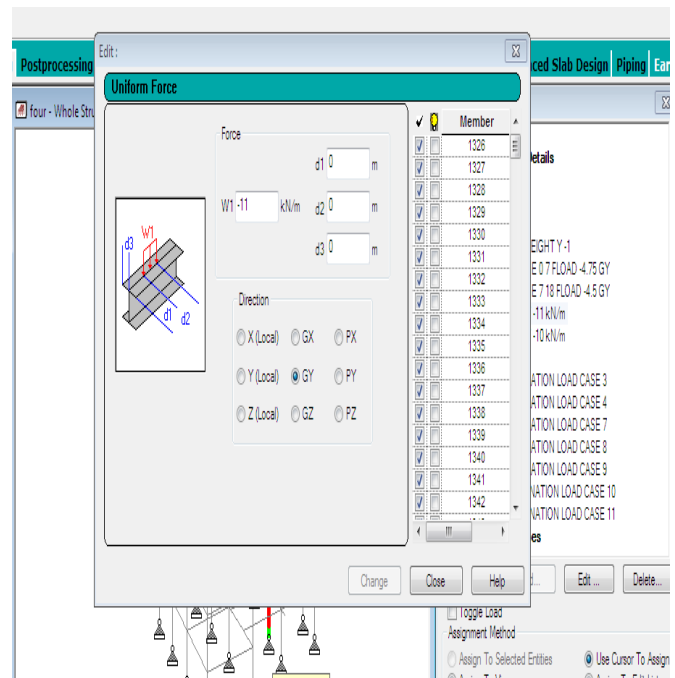 Edit :
Postprocessing
ced Slab Design
Piping
Ear
Uniform Force
four - Whole Stru
Force
d1 0 m
W1 -11 kN/m d2 0 m
d3 0 m
W1
d3
d1 d2
Direction
X (Local) GX PX
Y (Local) GY PY
Z (Local) GZ PZ
Member
1326
1327
1328
1329
1330
1331
1332
1333
1334
1335
1336
1337
1338
1339
1340
1341
1342
Details
EIGHT Y -1
E 0 7 FLOAD -4.75 GY
E 7 18 FLOAD -4.5 GY
-11 kN/m
-10 kN/m
ATION LOAD CASE 3
ATION LOAD CASE 4
ATION LOAD CASE 7
ATION LOAD CASE 8
ATION LOAD CASE 9
NATION LOAD CASE 10
NATION LOAD CASE 11
es
Change Close Help
Edit ... Delete...
Toggle Load
Assignment Method
Assign To Selected Entities Use Cursor To Assign